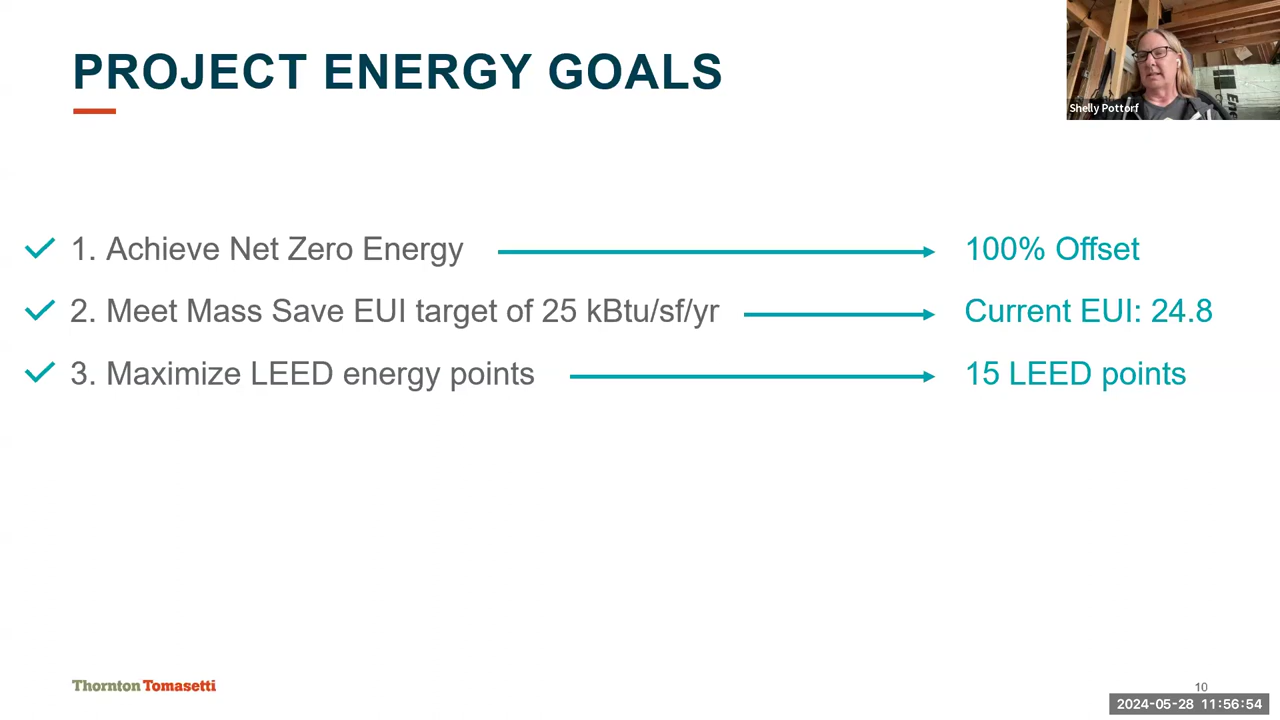 PROJECT ENERGY GOALS
Shelly Pottorf
1. Achieve Net Zero Energy 100% Offset
2. Meet Mass Save EUI target of 25 kBtu/sf/yr Current EUI: 24.8
3. Maximize LEED energy points 15 LEED points
Thornton Tomasetti
10
2024-05-28 11:56:54